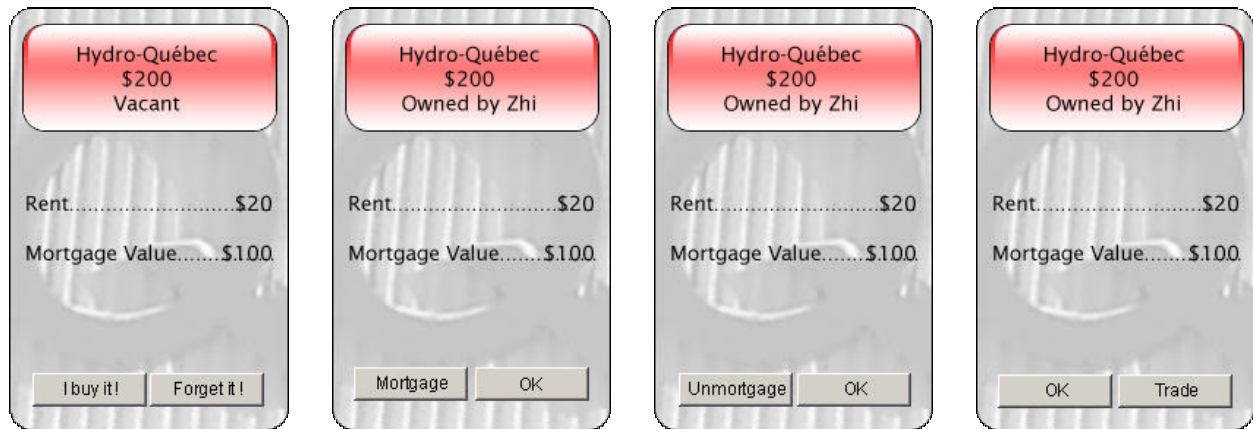 Hydro-Québec
$200
Vacant
Rent..........................$20
Mortgage Value.......$100
I buy it!
Forget it!
Hydro-Québec
$200
Owned by Zhi
Rent..........................$20
Mortgage Value.......$100
Mortgage
OK
Hydro-Québec
$200
Owned by Zhi
Rent..........................$20
Mortgage Value.......$100
Unmortgage
OK
Hydro-Québec
$200
Owned by Zhi
Rent..........................$20
Mortgage Value.......$100
OK
Trade